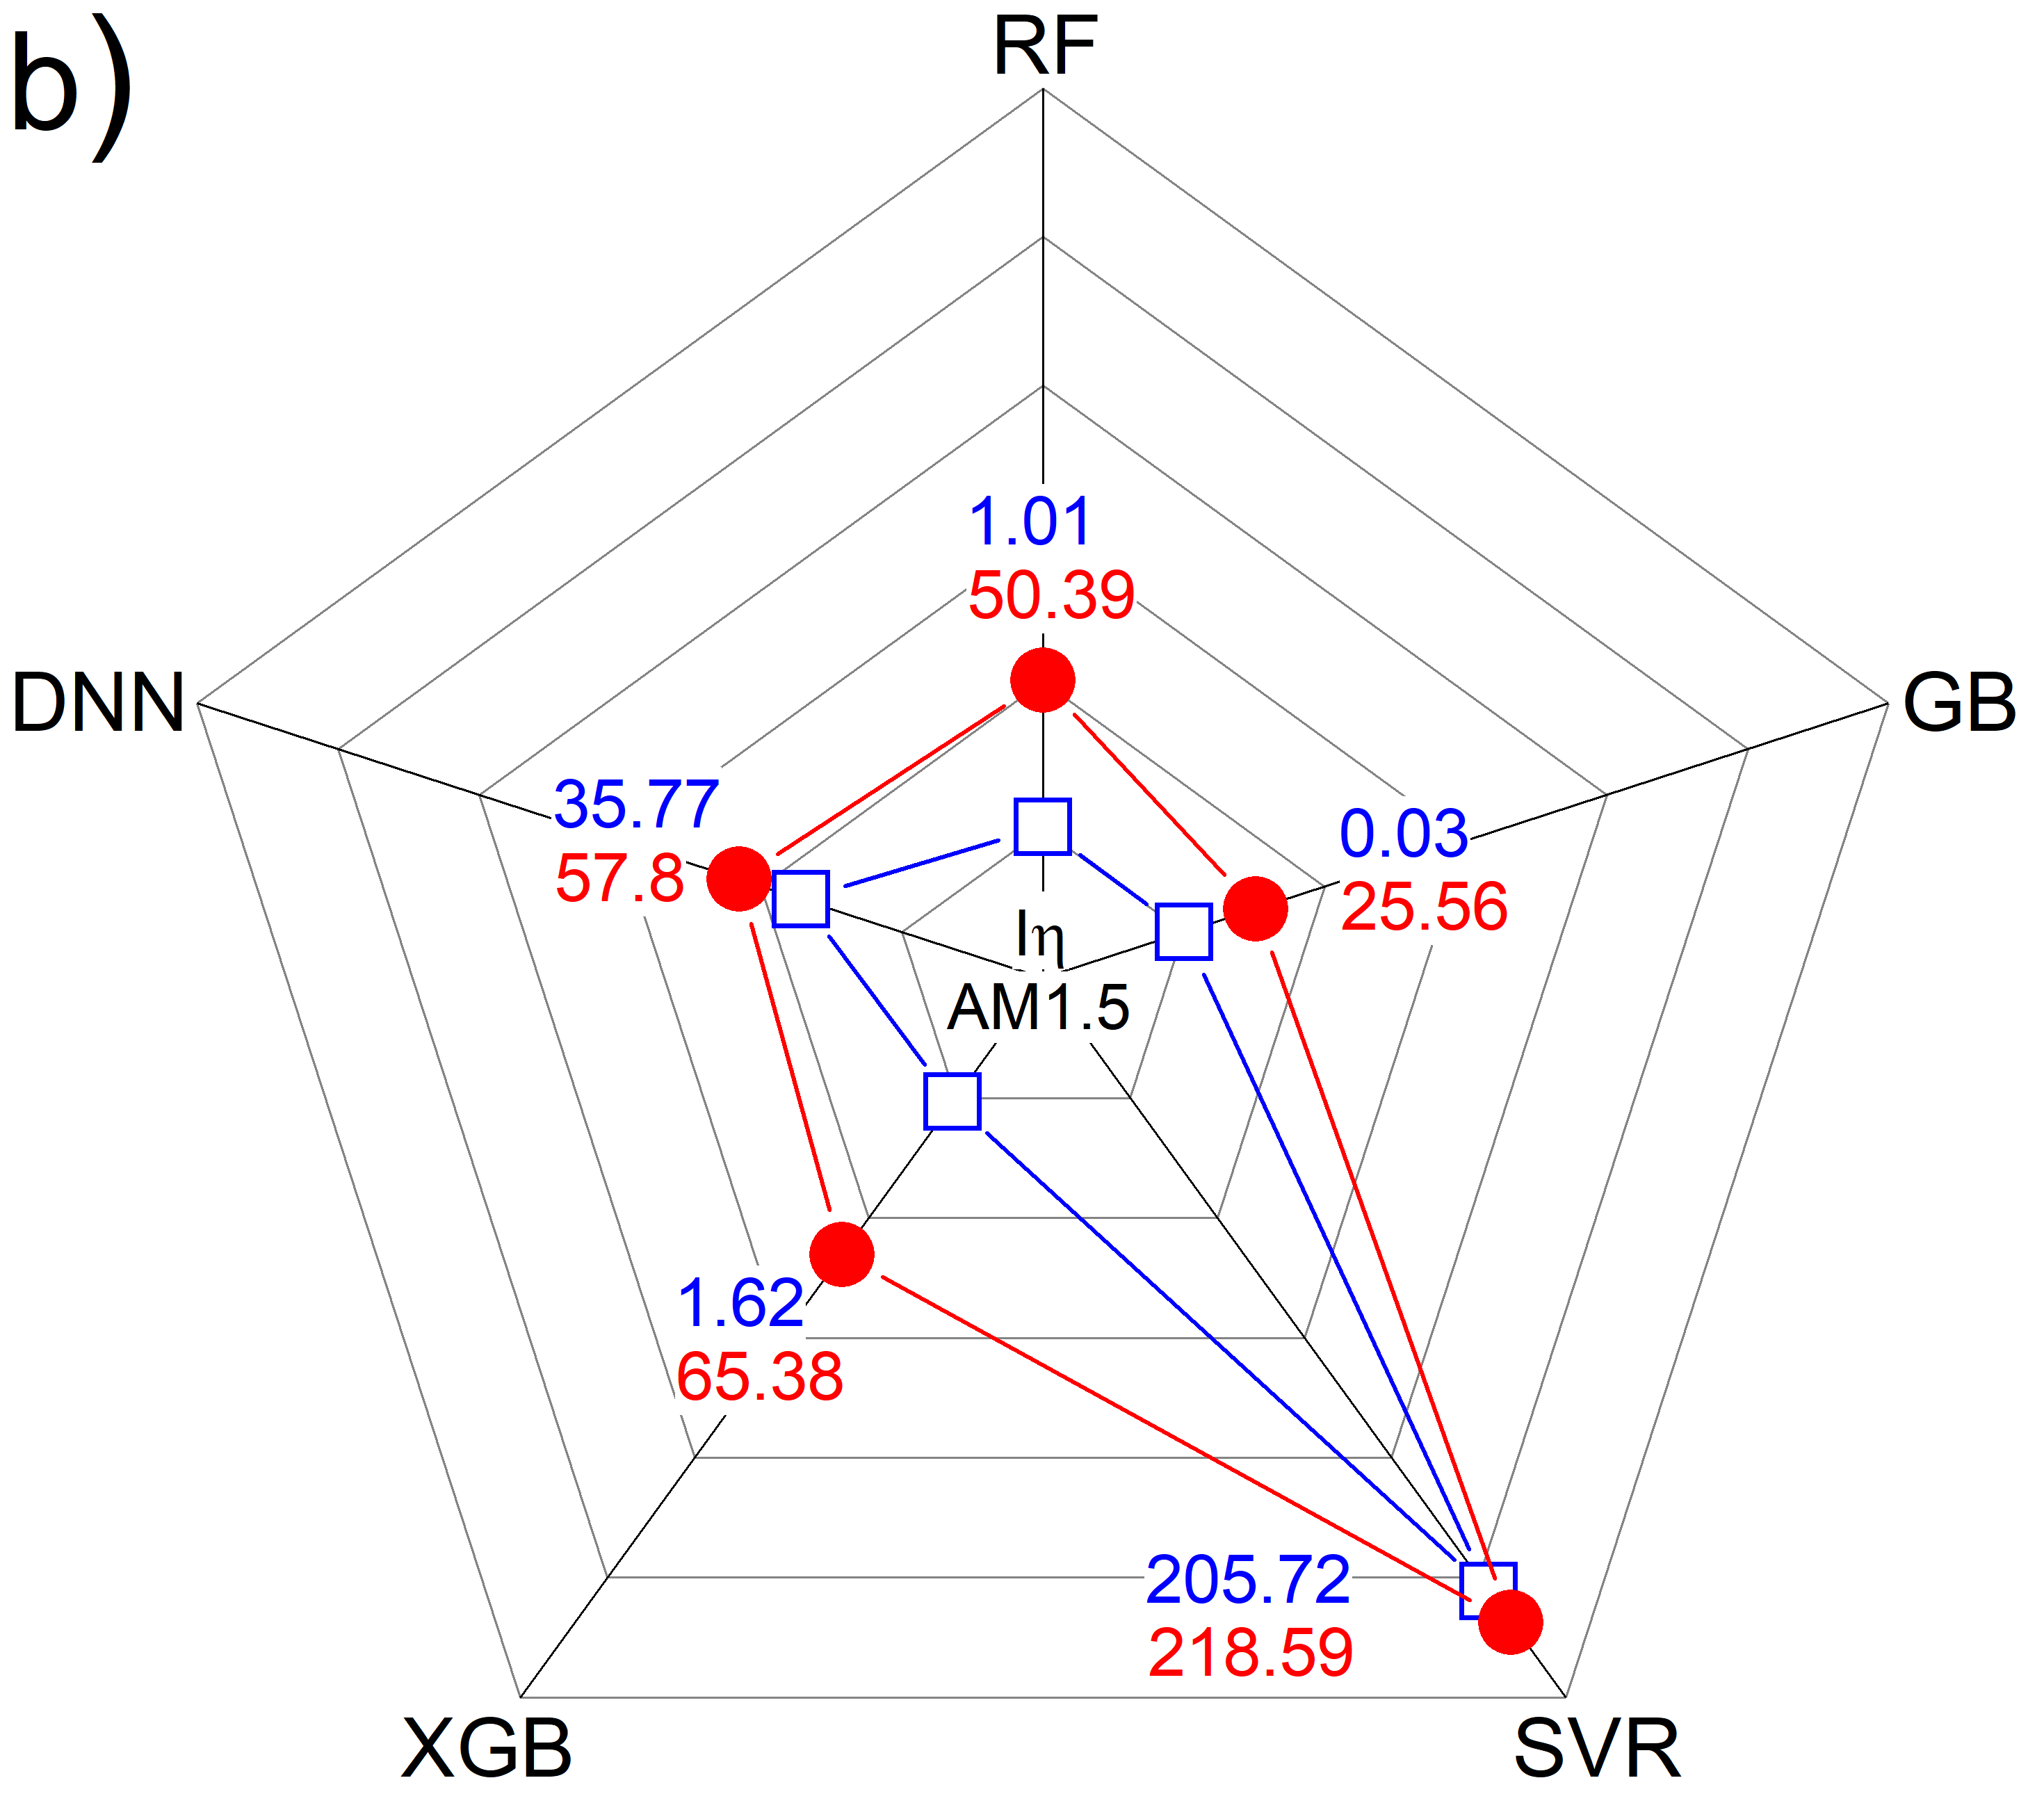 b)
RF
1.01
50.39
DNN
GB
35.77
57.8
0.03
25.56
Iη
AM1.5
1.62
65.38
205.72
218.59
XGB
SVR